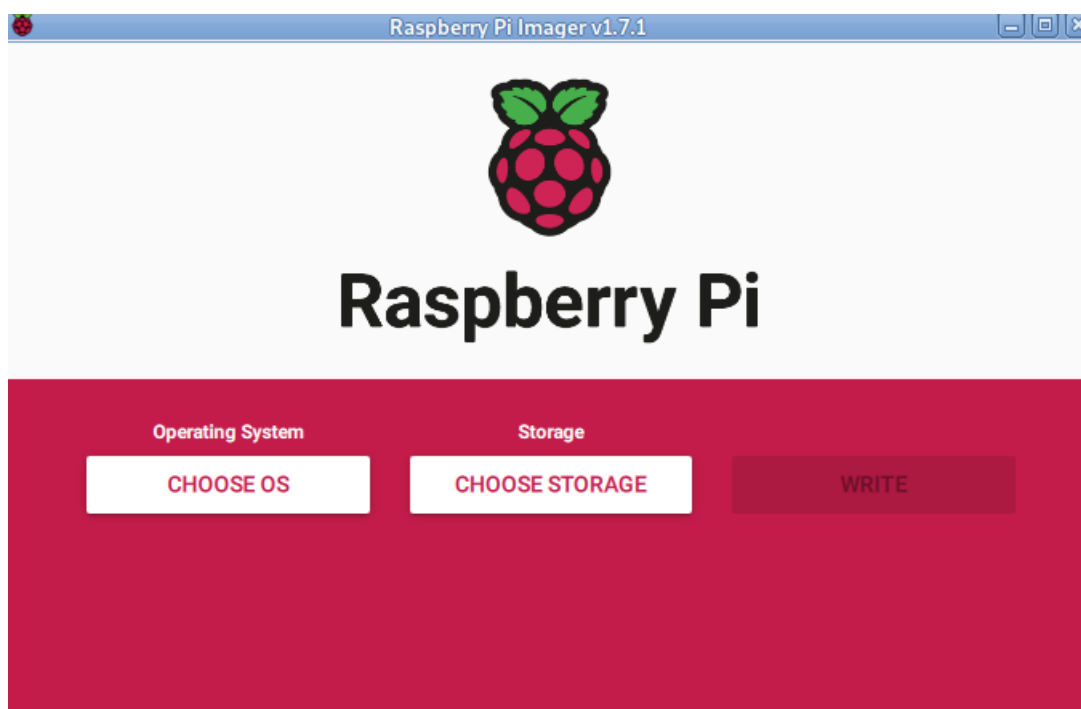 Raspberry Pi Imager v1.7.1
Raspberry Pi
Operating System
Storage
CHOOSE OS
CHOOSE STORAGE
WRITE